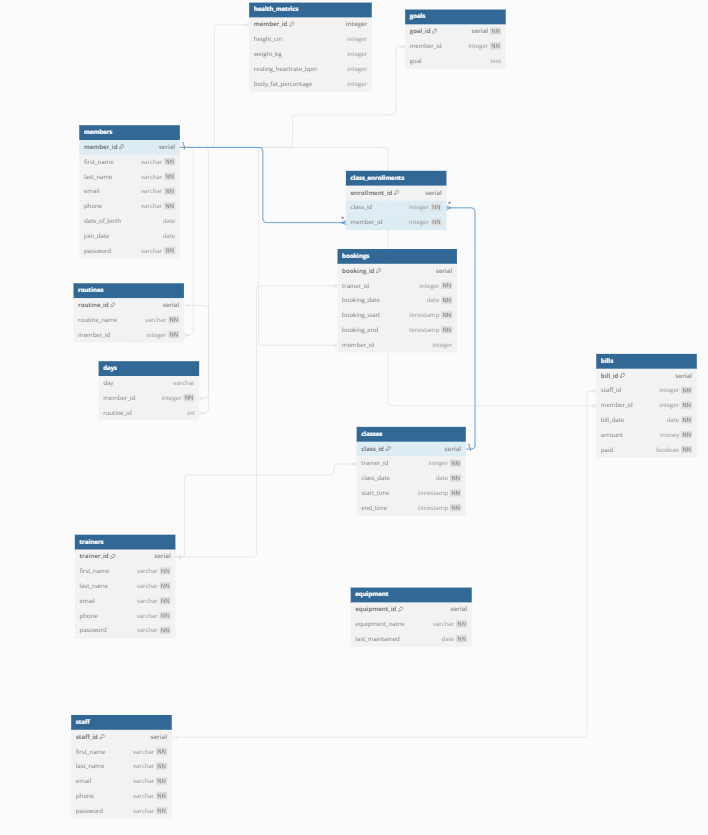 health_metrics
member_id integer
height_cm integer
weight_kg integer
resting_heartrate_bpm integer
body_fat_percentage integer
goals
goal_id serial NN
member_id integer NN
goal text
members
member_id serial
first_name varchar NN
last_name varchar NN
email varchar NN
phone varchar NN
date_of_birth date
join_date date
password varchar NN
class_enrollments
enrollment_id serial
class_id integer NN
member_id integer NN
bookings
booking_id serial
trainer_id integer NN
booking_date date NN
booking_start timestamp NN
booking_end timestamp NN
member_id integer
routines
routine_id serial
routine_name varchar NN
member_id integer NN
days
day varchar
member_id integer NN
routine_id int
bills
bill_id serial
staff_id integer NN
member_id integer NN
bill_date date NN
amount money NN
paid boolean NN
classes
class_id serial
trainer_id integer NN
class_date date NN
start_time timestamp NN
end_time timestamp NN
trainers
trainer_id serial
first_name varchar NN
last_name varchar NN
email varchar NN
phone varchar NN
password varchar NN
equipment
equipment_id serial
equipment_name varchar NN
last_maintained date NN
staff
staff_id serial
first_name varchar NN
last_name varchar NN
email varchar NN
phone varchar NN
password varchar NN